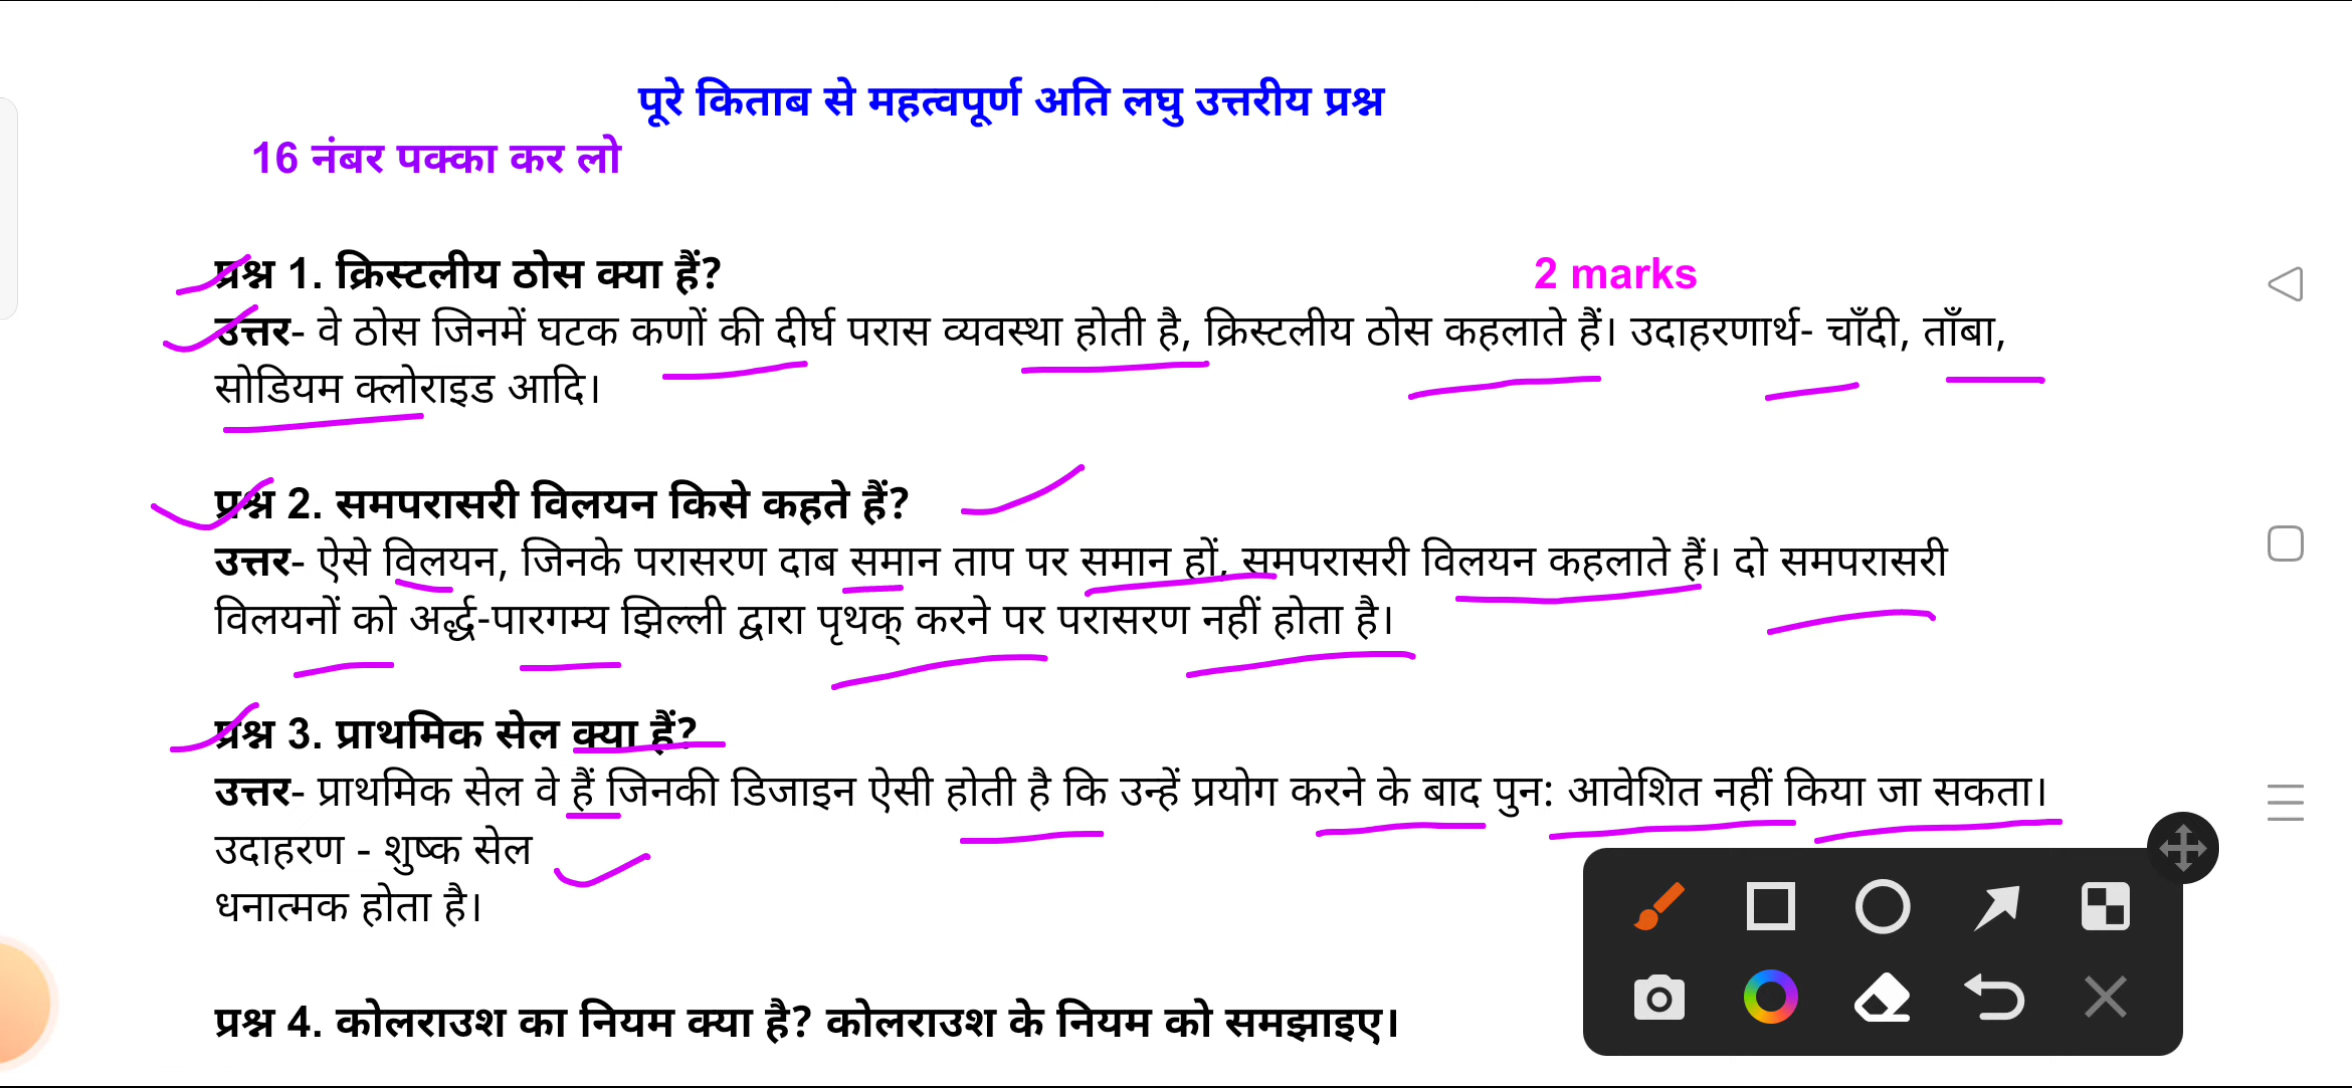 पूरे किताब से महत्वपूर्ण अति लघु उत्तरीय प्रश्न
16 नंबर पक्का कर लो
प्रश्न 1. क्रिस्टलीय ठोस क्या हैं? 2 marks
उत्तर- वे ठोस जिनमें घटक कणों की दीर्घ परास व्यवस्था होती है, क्रिस्टलीय ठोस कहलाते हैं। उदाहरणार्थ- चाँदी, ताँबा,
सोडियम क्लोराइड आदि।
प्रश्न 2. समपरासरी विलयन किसे कहते हैं?
उत्तर- ऐसे विलयन, जिनके परासरण दाब समान ताप पर समान हों, समपरासरी विलयन कहलाते हैं। दो समपरासरी
विलयनों को अर्द्ध-पारगम्य झिल्ली द्वारा पृथक् करने पर परासरण नहीं होता है।
प्रश्न 3. प्राथमिक सेल क्या हैं?
उत्तर- प्राथमिक सेल वे हैं जिनकी डिजाइन ऐसी होती है कि उन्हें प्रयोग करने के बाद पुन: आवेशित नहीं किया जा सकता।
उदाहरण - शुष्क सेल
धनात्मक होता है।
प्रश्न 4. कोलराउश का नियम क्या है? कोलराउश के नियम को समझाइए।